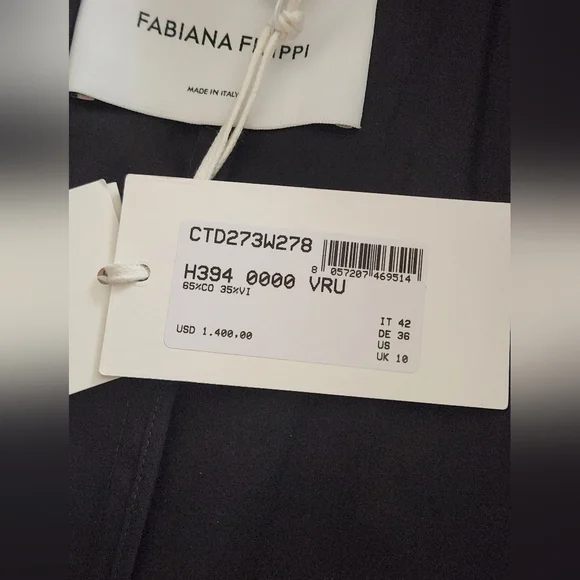 FABIANA FILIPPI
MADE IN ITALY
CTD273W278
8 057207 469514
H394 0000 VRU
65%CO 35%VI
USD 1.400,00
IT 42
DE 36
US
UK 10